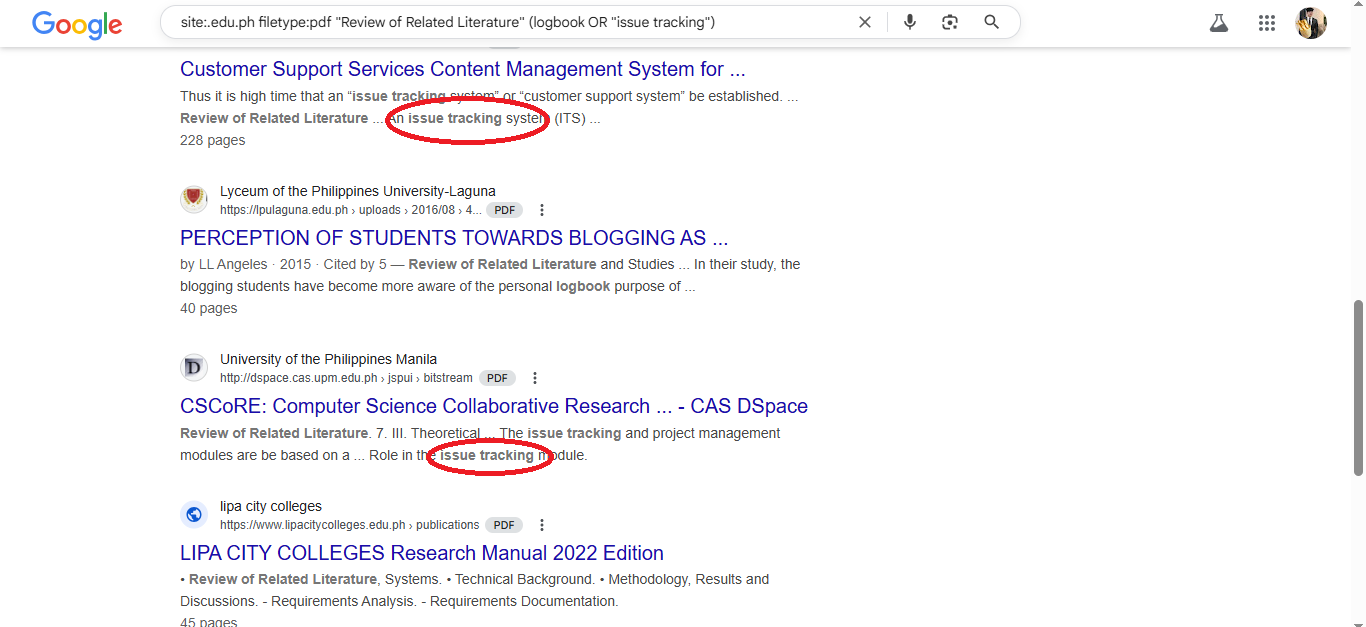 Google
site:.edu.ph filetype:pdf "Review of Related Literature" (logbook OR "issue tracking")
Customer Support Services Content Management System for ...
Thus it is high time that an “issue tracking system” or “customer support system” be established. ...
Review of Related Literature ... An issue tracking system (ITS) ...
228 pages
Lyceum of the Philippines University-Laguna
https://lpulaguna.edu.ph › uploads › 2016/08 › 4... PDF
PERCEPTION OF STUDENTS TOWARDS BLOGGING AS ...
by LL Angeles · 2015 · Cited by 5 — Review of Related Literature and Studies ... In their study, the
blogging students have become more aware of the personal logbook purpose of ...
40 pages
D
University of the Philippines Manila
http://dspace.cas.upm.edu.ph › jspui › bitstream PDF
CSCoRE: Computer Science Collaborative Research ... - CAS DSpace
Review of Related Literature. 7. III. Theoretical ... The issue tracking and project management
modules are be based on a ... Role in the issue tracking module.
lipa city colleges
https://www.lipacitycolleges.edu.ph › publications PDF
LIPA CITY COLLEGES Research Manual 2022 Edition
• Review of Related Literature, Systems. • Technical Background. • Methodology, Results and
Discussions. - Requirements Analysis. - Requirements Documentation.
45 pages